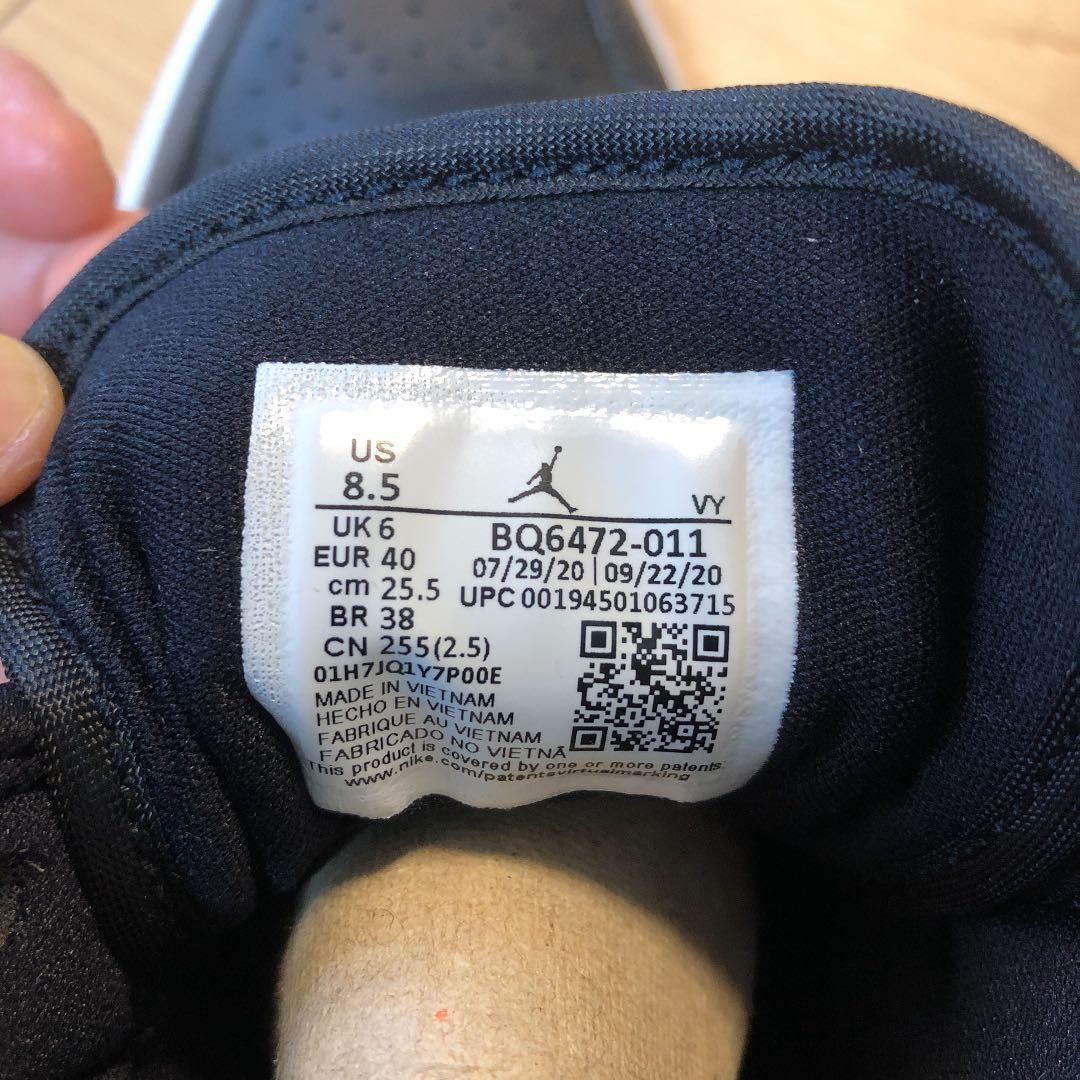 US
8.5
VY
UK 6
EUR 40
cm 25.5
BR 38
CN 255(2.5)
BQ6472-011
07/29/20 | 09/22/20
UPC 00194501063715
01H7JQ1Y7P00E
MADE IN VIETNAM
HECHO EN VIETNAM
FABRIQUE AU VIETNAM
FABRICADO NO VIETNÃ
This product is covered by one or more patents.
www.nike.com/patentsvirtualmarking